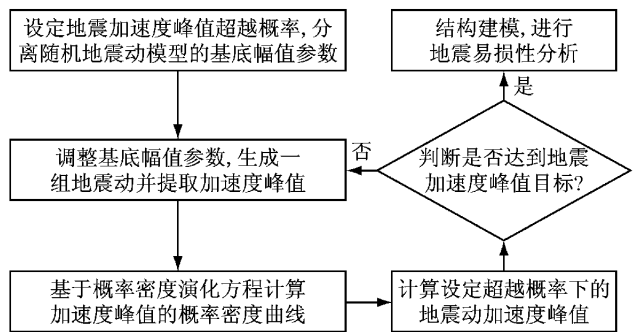 设定地震加速度峰值超越概率,分
离随机地震动模型的基底幅值参数
调整基底幅值参数,生成一
组地震动并提取加速度峰值
基于概率密度演化方程计算
加速度峰值的概率密度曲线
计算设定超越概率下的
地震动加速度峰值
判断是否达到地震
加速度峰值目标?
否
是
结构建模,进行
地震易损性分析